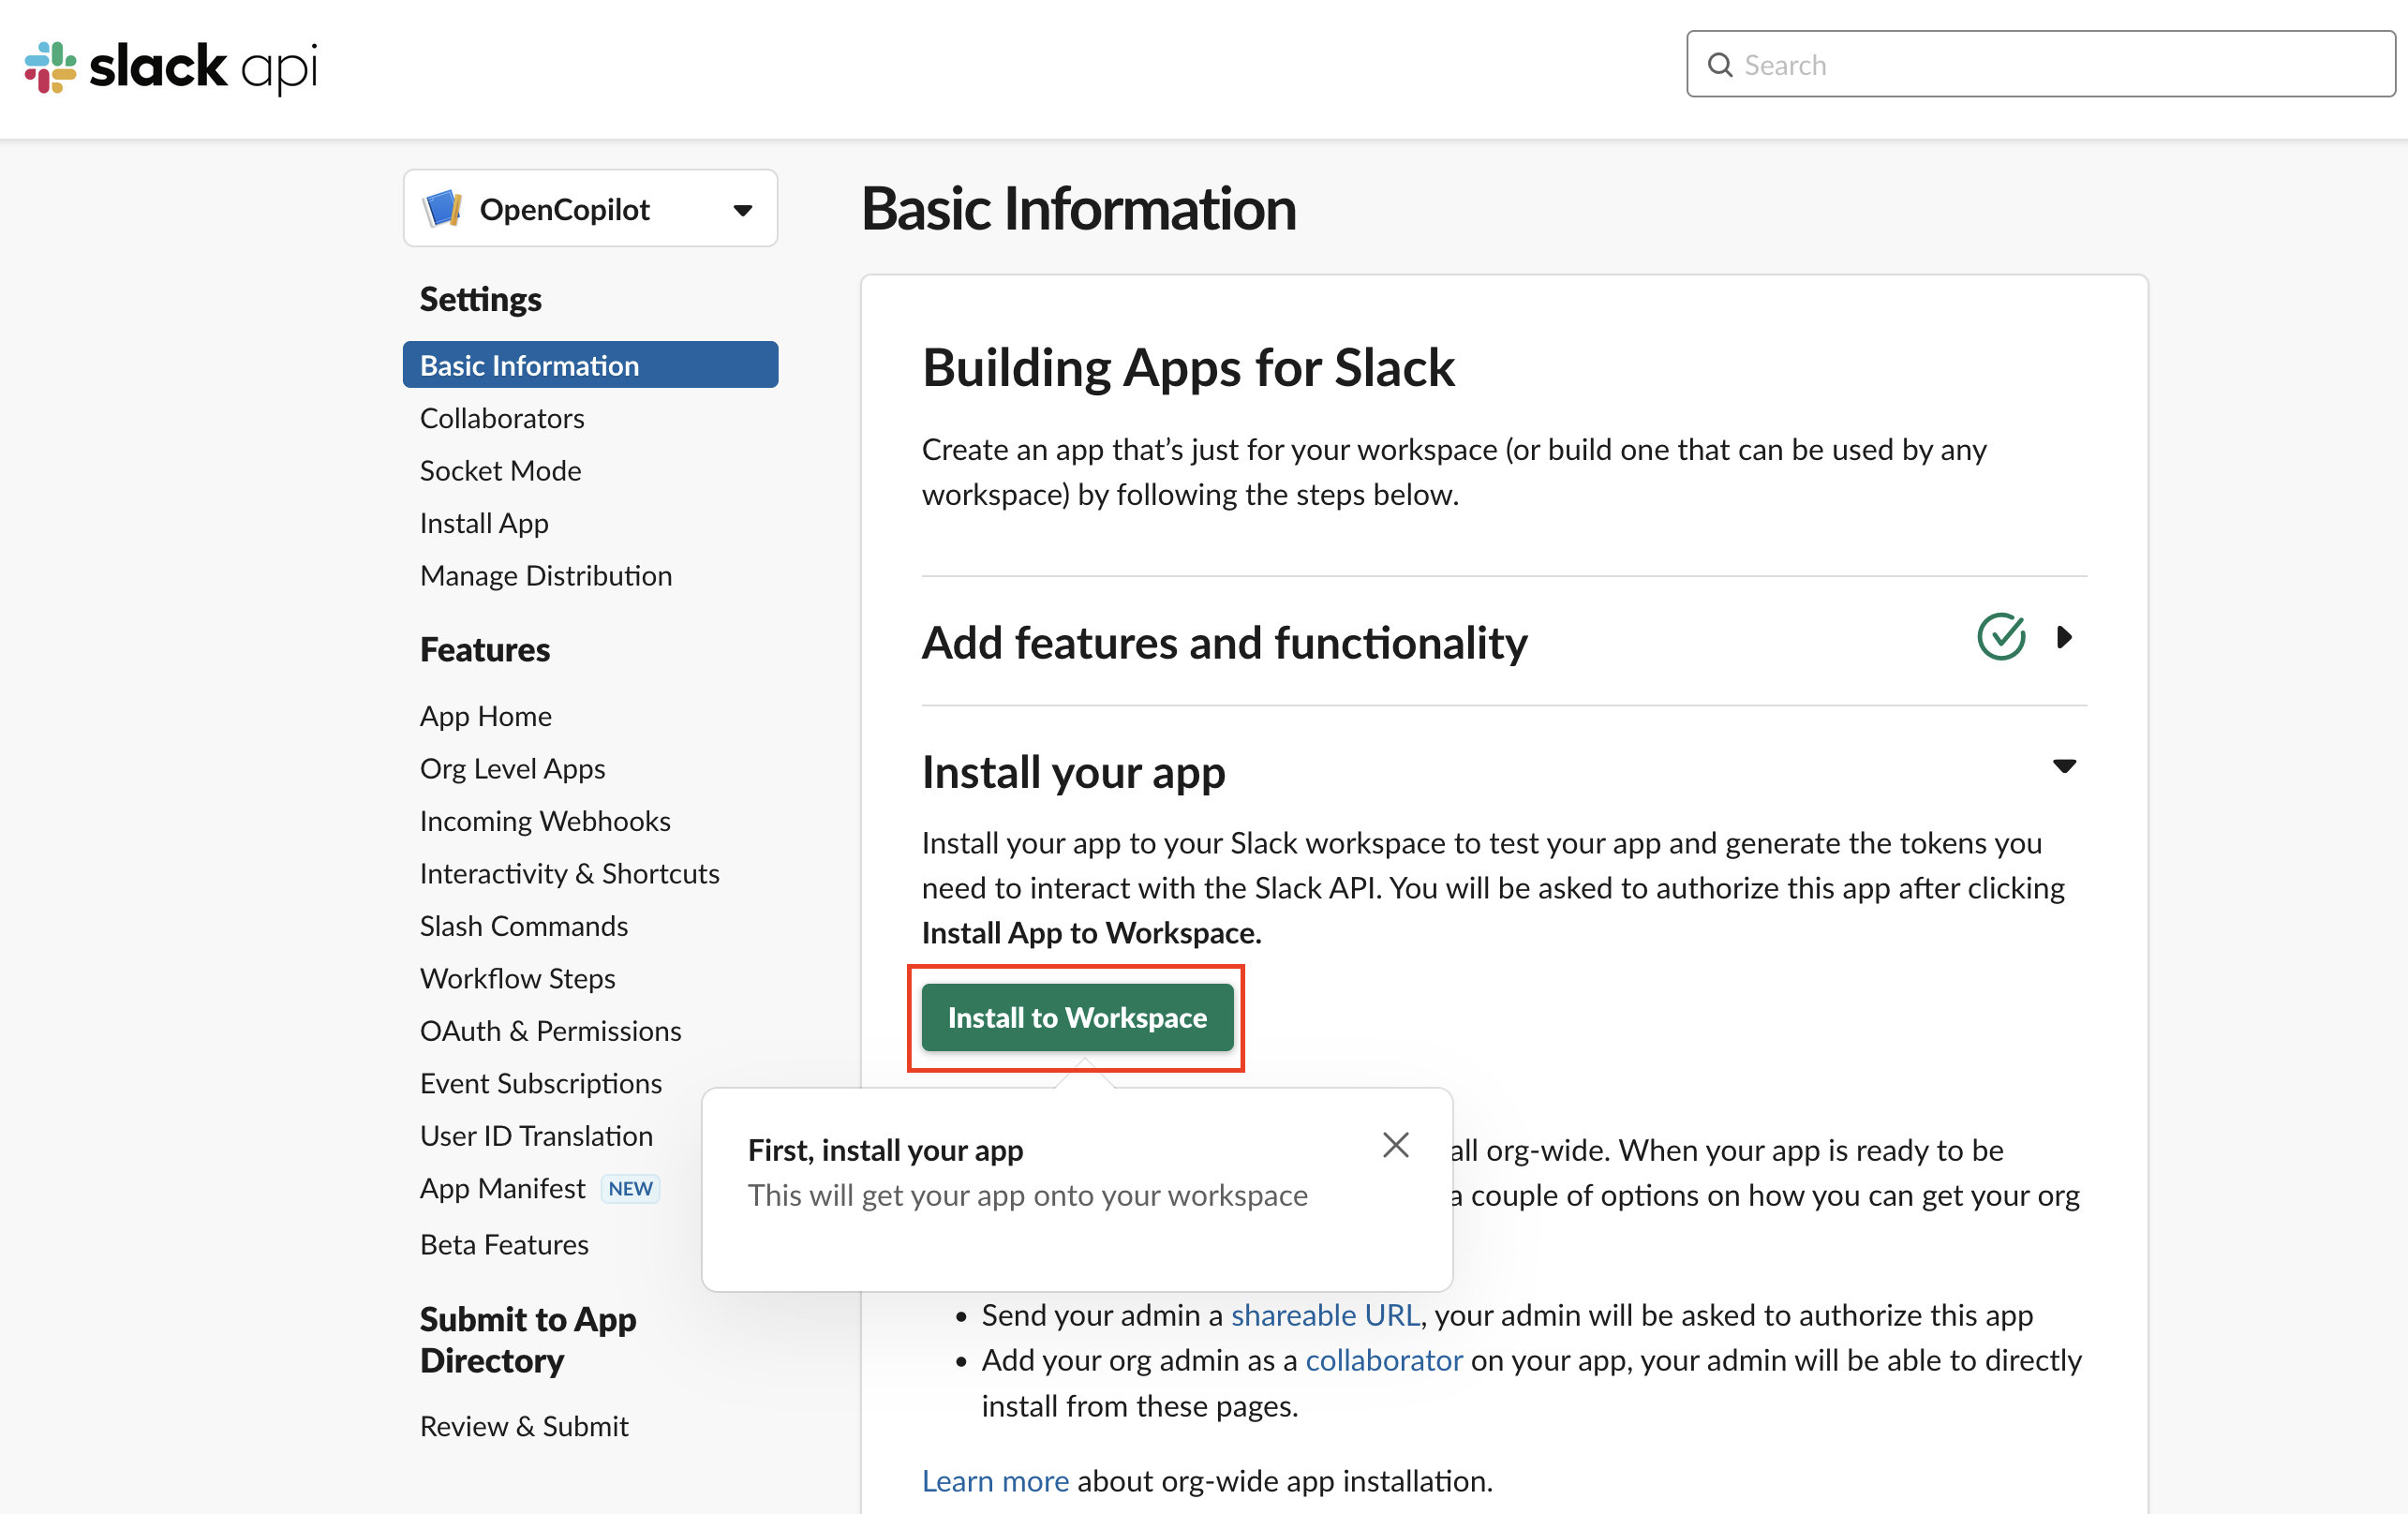 slack api
Search
OpenCopilot
Settings
Basic Information
Collaborators
Socket Mode
Install App
Manage Distribution
Features
App Home
Org Level Apps
Incoming Webhooks
Interactivity & Shortcuts
Slash Commands
Workflow Steps
OAuth & Permissions
Event Subscriptions
User ID Translation
App Manifest NEW
Beta Features
Submit to App
Directory
Review & Submit
Basic Information
Building Apps for Slack
Create an app that’s just for your workspace (or build one that can be used by any
workspace) by following the steps below.
Add features and functionality
Install your app
Install your app to your Slack workspace to test your app and generate the tokens you
need to interact with the Slack API. You will be asked to authorize this app after clicking
Install App to Workspace.
Install to Workspace
First, install your app
This will get your app onto your workspace
all org-wide. When your app is ready to be
a couple of options on how you can get your org
Send your admin a shareable URL, your admin will be asked to authorize this app
Add your org admin as a collaborator on your app, your admin will be able to directly
install from these pages.
Learn more about org-wide app installation.